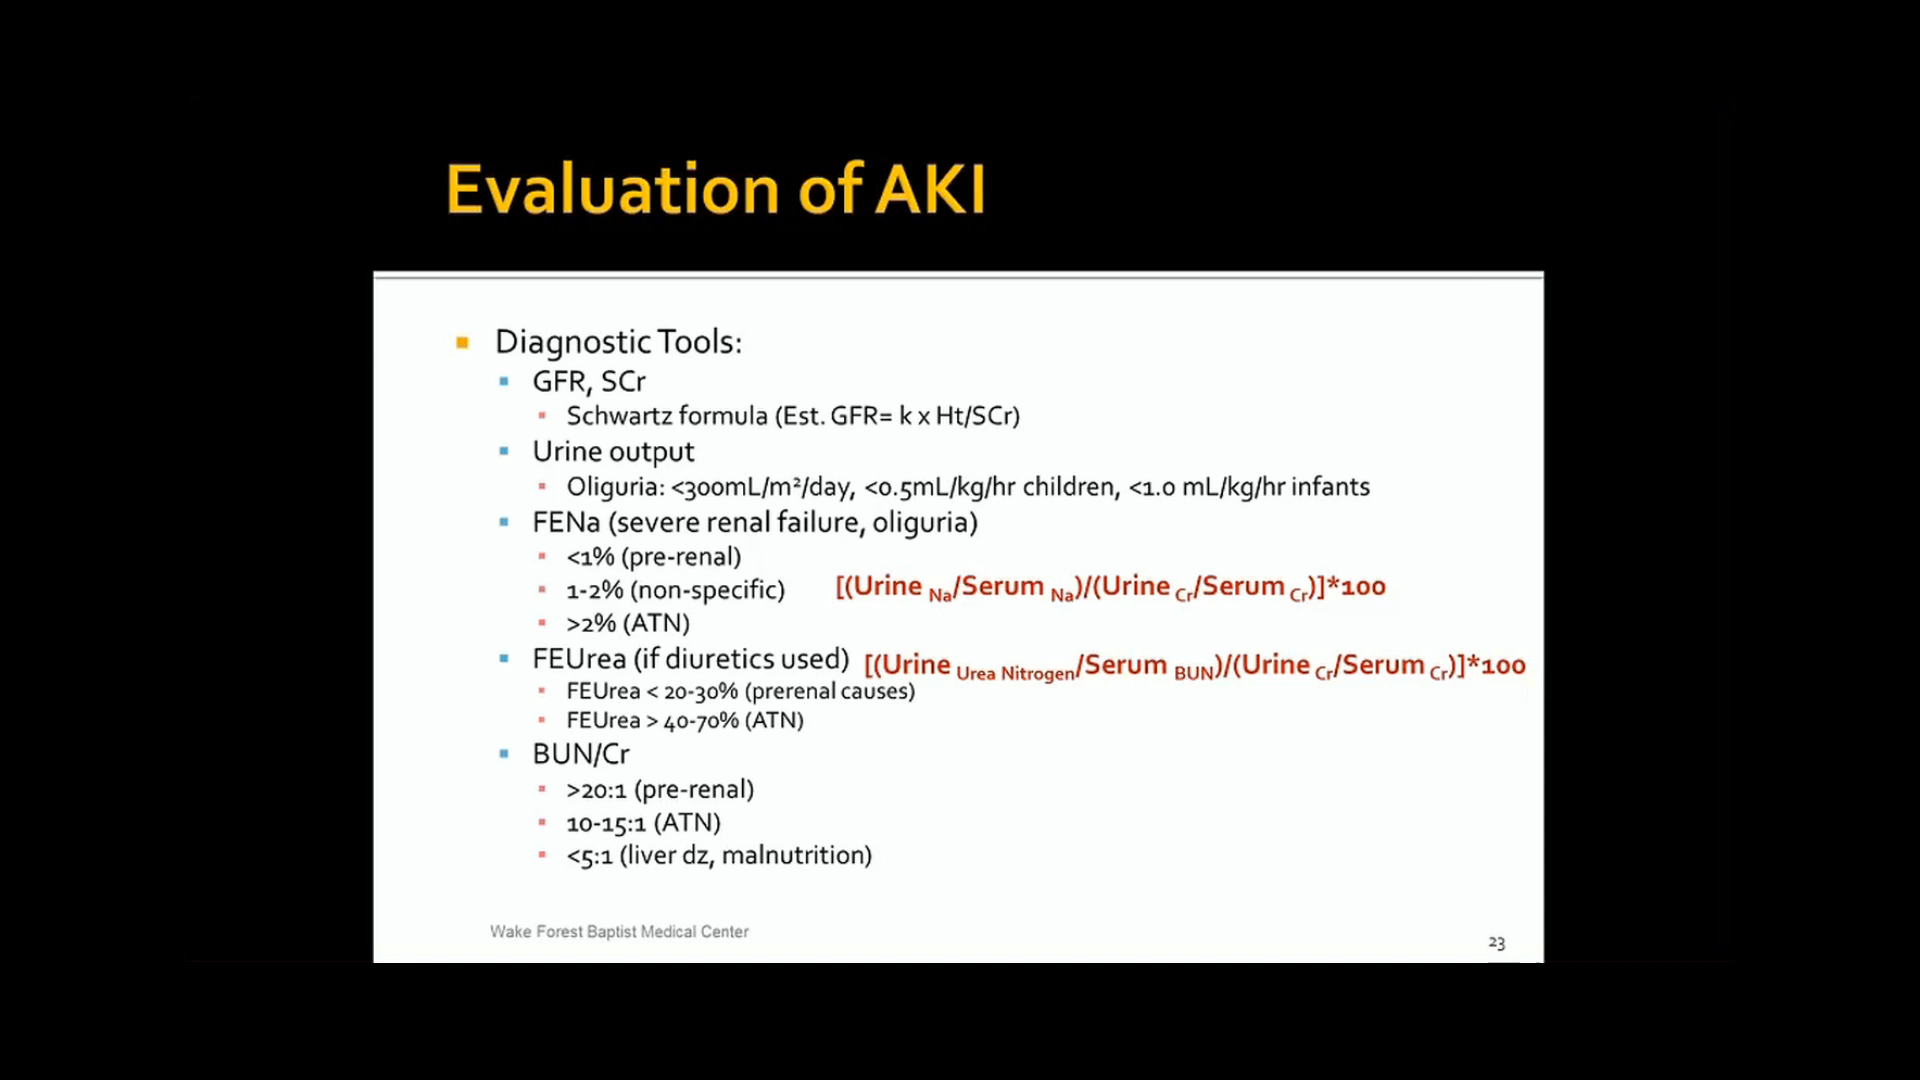 Evaluation of AKI
Diagnostic Tools:
GFR, SCr
Schwartz formula (Est. GFR= k x Ht/SCr)
Urine output
Oliguria: <300mL/m²/day, <0.5mL/kg/hr children, <1.0 mL/kg/hr infants
FENa (severe renal failure, oliguria)
<1% (pre-renal)
1-2% (non-specific) [(Urine Na/Serum Na)/(Urine Cr/Serum Cr)]*100
>2% (ATN)
FEUrea (if diuretics used) [(Urine Urea Nitrogen/Serum BUN)/(Urine Cr/Serum Cr)]*100
FEUrea < 20-30% (prerenal causes)
FEUrea > 40-70% (ATN)
BUN/Cr
>20:1 (pre-renal)
10-15:1 (ATN)
<5:1 (liver dz, malnutrition)
Wake Forest Baptist Medical Center
23